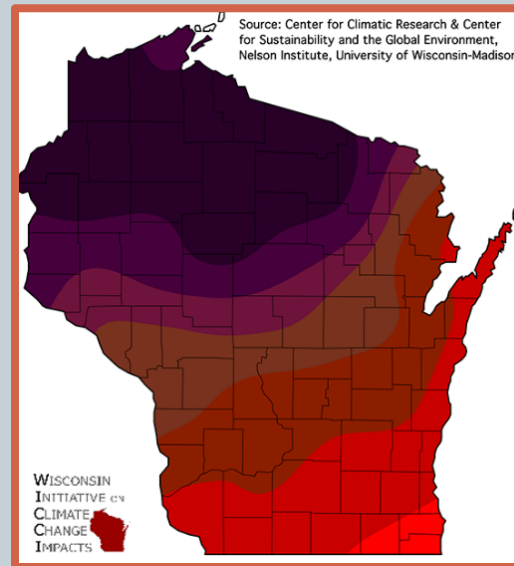 Source: Center for Climatic Research & Center
for Sustainability and the Global Environment,
Nelson Institute, University of Wisconsin-Madison
WISCONSIN
INITIATIVE ON
CLIMATE
CHANGE
IMPACTS